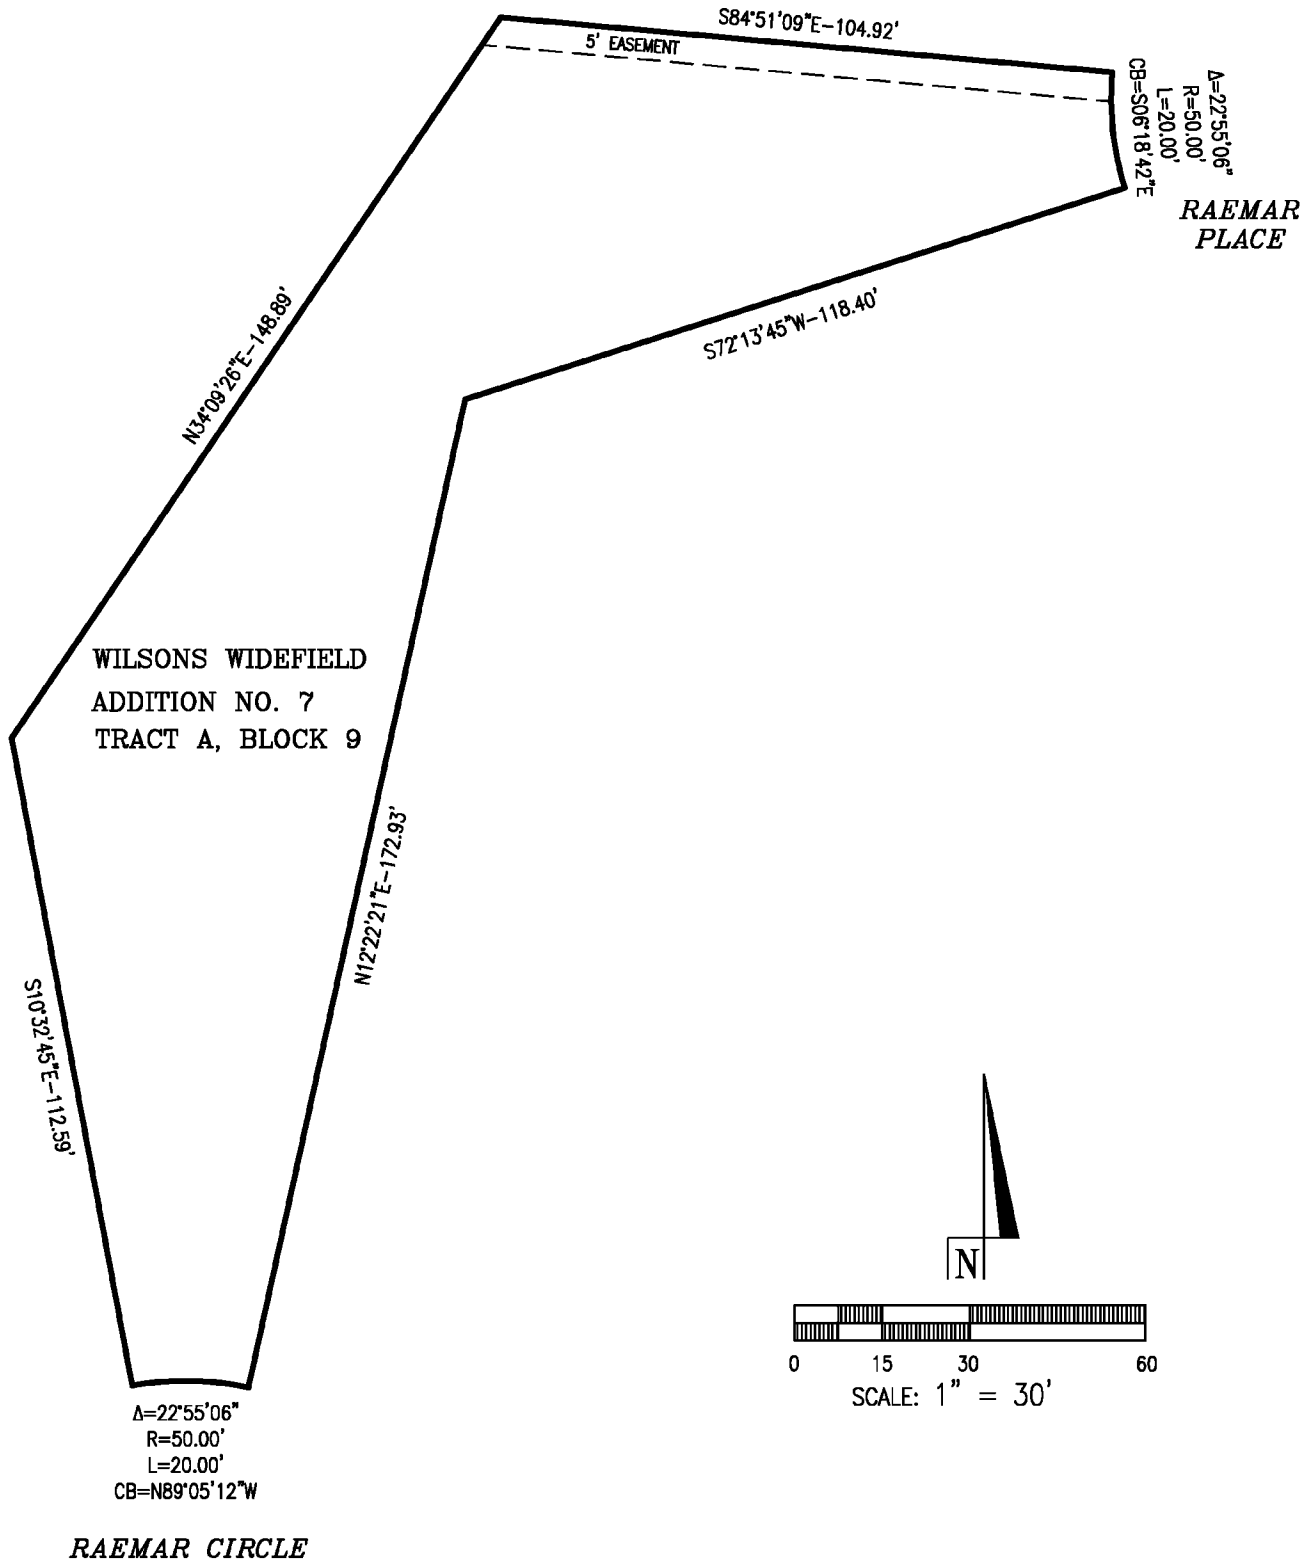 S84°51'09"E-104.92'
5' EASEMENT
Δ=22°55'06"
R=50.00'
L=20.00'
CB=S06°18'42"E
RAEMAR
PLACE
N34°09'26"E-148.89'
S72°13'45"W-118.40'
WILSONS WIDEFIELD
ADDITION NO. 7
TRACT A, BLOCK 9
N12°22'21"E-172.93'
S10°32'45"E-112.59'
N
0 15 30 60
SCALE: 1" = 30'
Δ=22°55'06"
R=50.00'
L=20.00'
CB=N89°05'12"W
RAEMAR CIRCLE